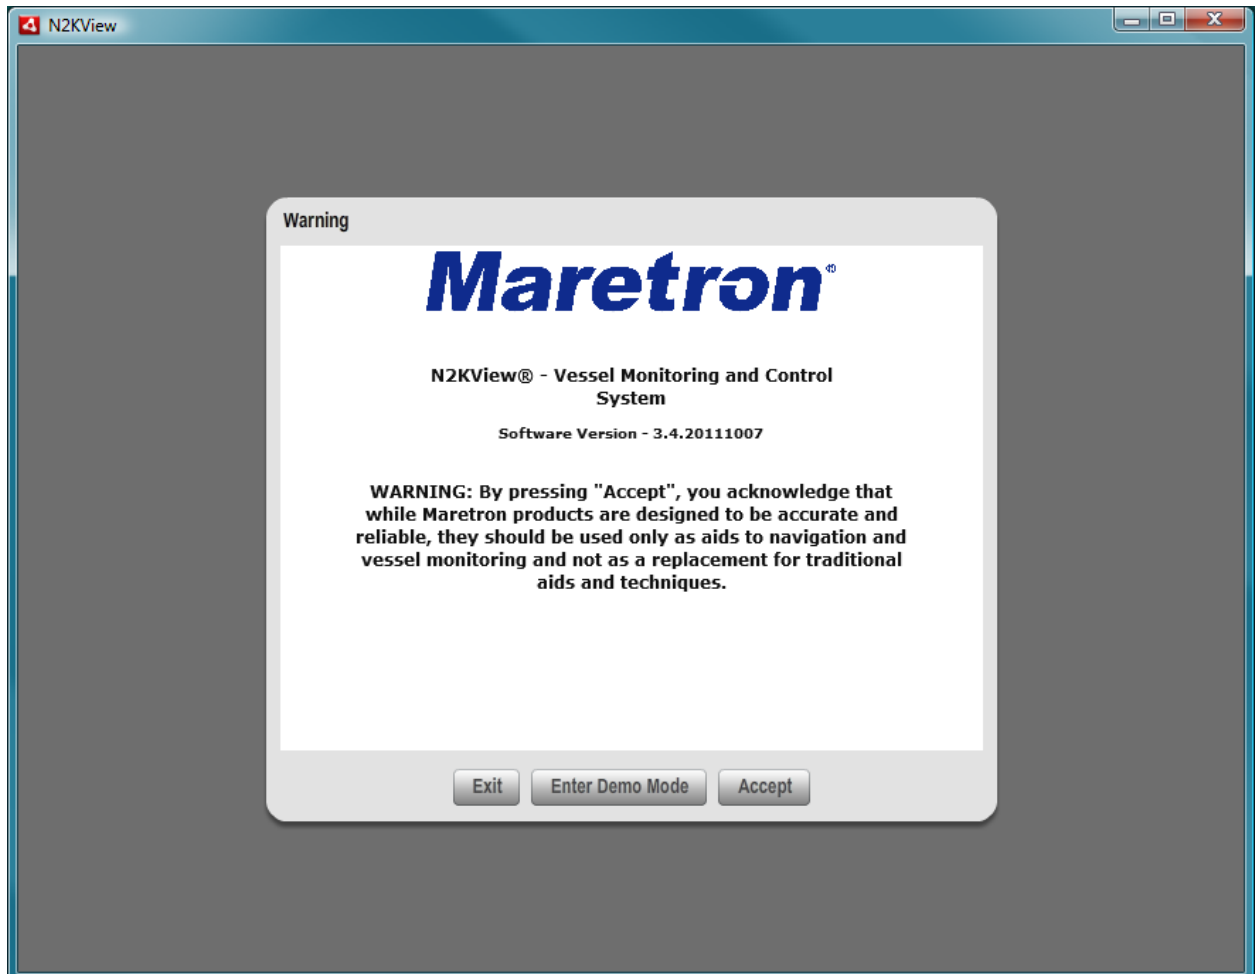 N2KView
Warning
Maretron®
N2KView® - Vessel Monitoring and Control
System
Software Version - 3.4.20111007
WARNING: By pressing "Accept", you acknowledge that
while Maretron products are designed to be accurate and
reliable, they should be used only as aids to navigation and
vessel monitoring and not as a replacement for traditional
aids and techniques.
Exit Enter Demo Mode Accept